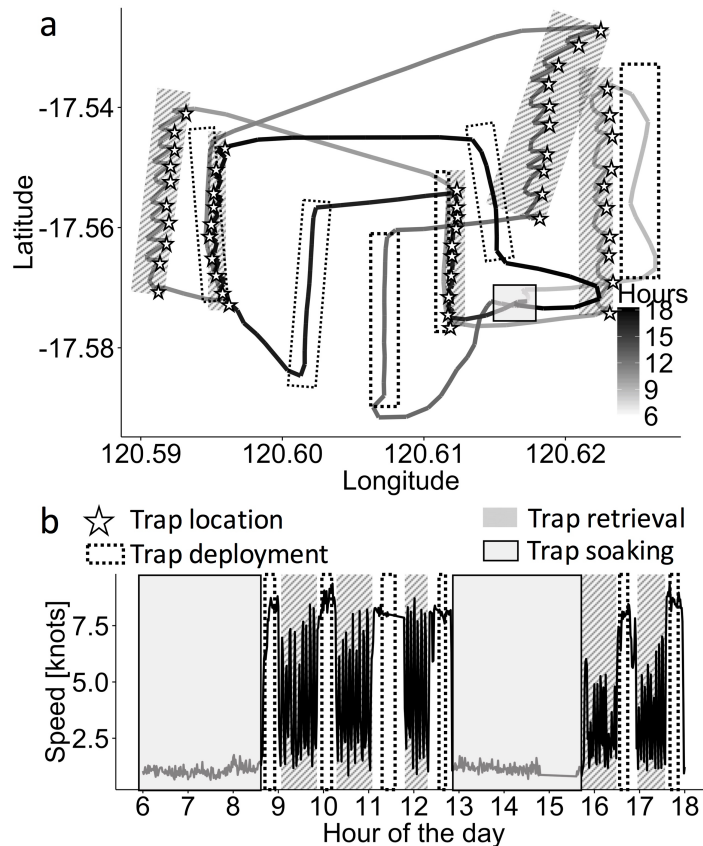 a
-17.54
-17.56
-17.58
Latitude
120.59 120.60 120.61 120.62
Longitude
Hours
18
15
12
9
6
b
Trap location
Trap deployment
Trap retrieval
Trap soaking
Speed [knots]
7.5
5.0
2.5
6 7 8 9 10 11 12 13 14 15 16 17 18
Hour of the day